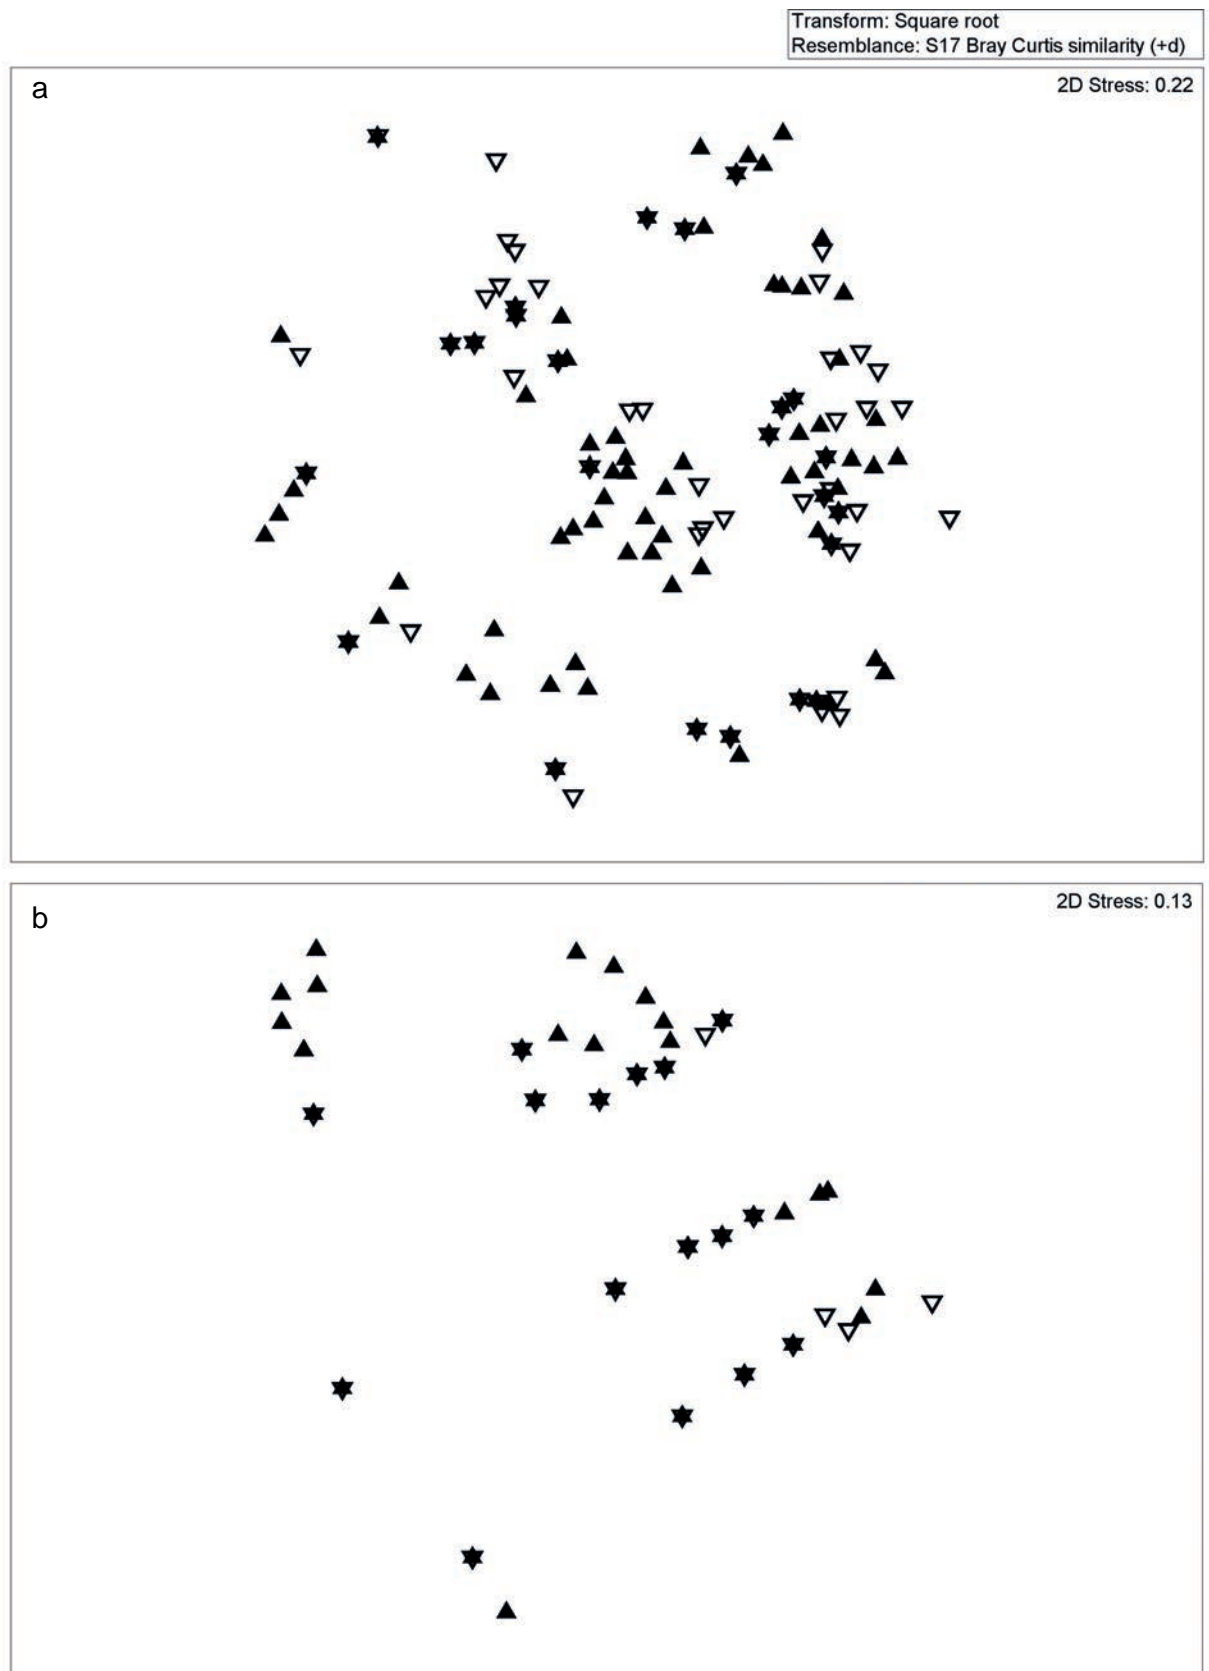 Transform: Square root
Resemblance: S17 Bray Curtis similarity (+d)
a
2D Stress: 0.22
b
2D Stress: 0.13